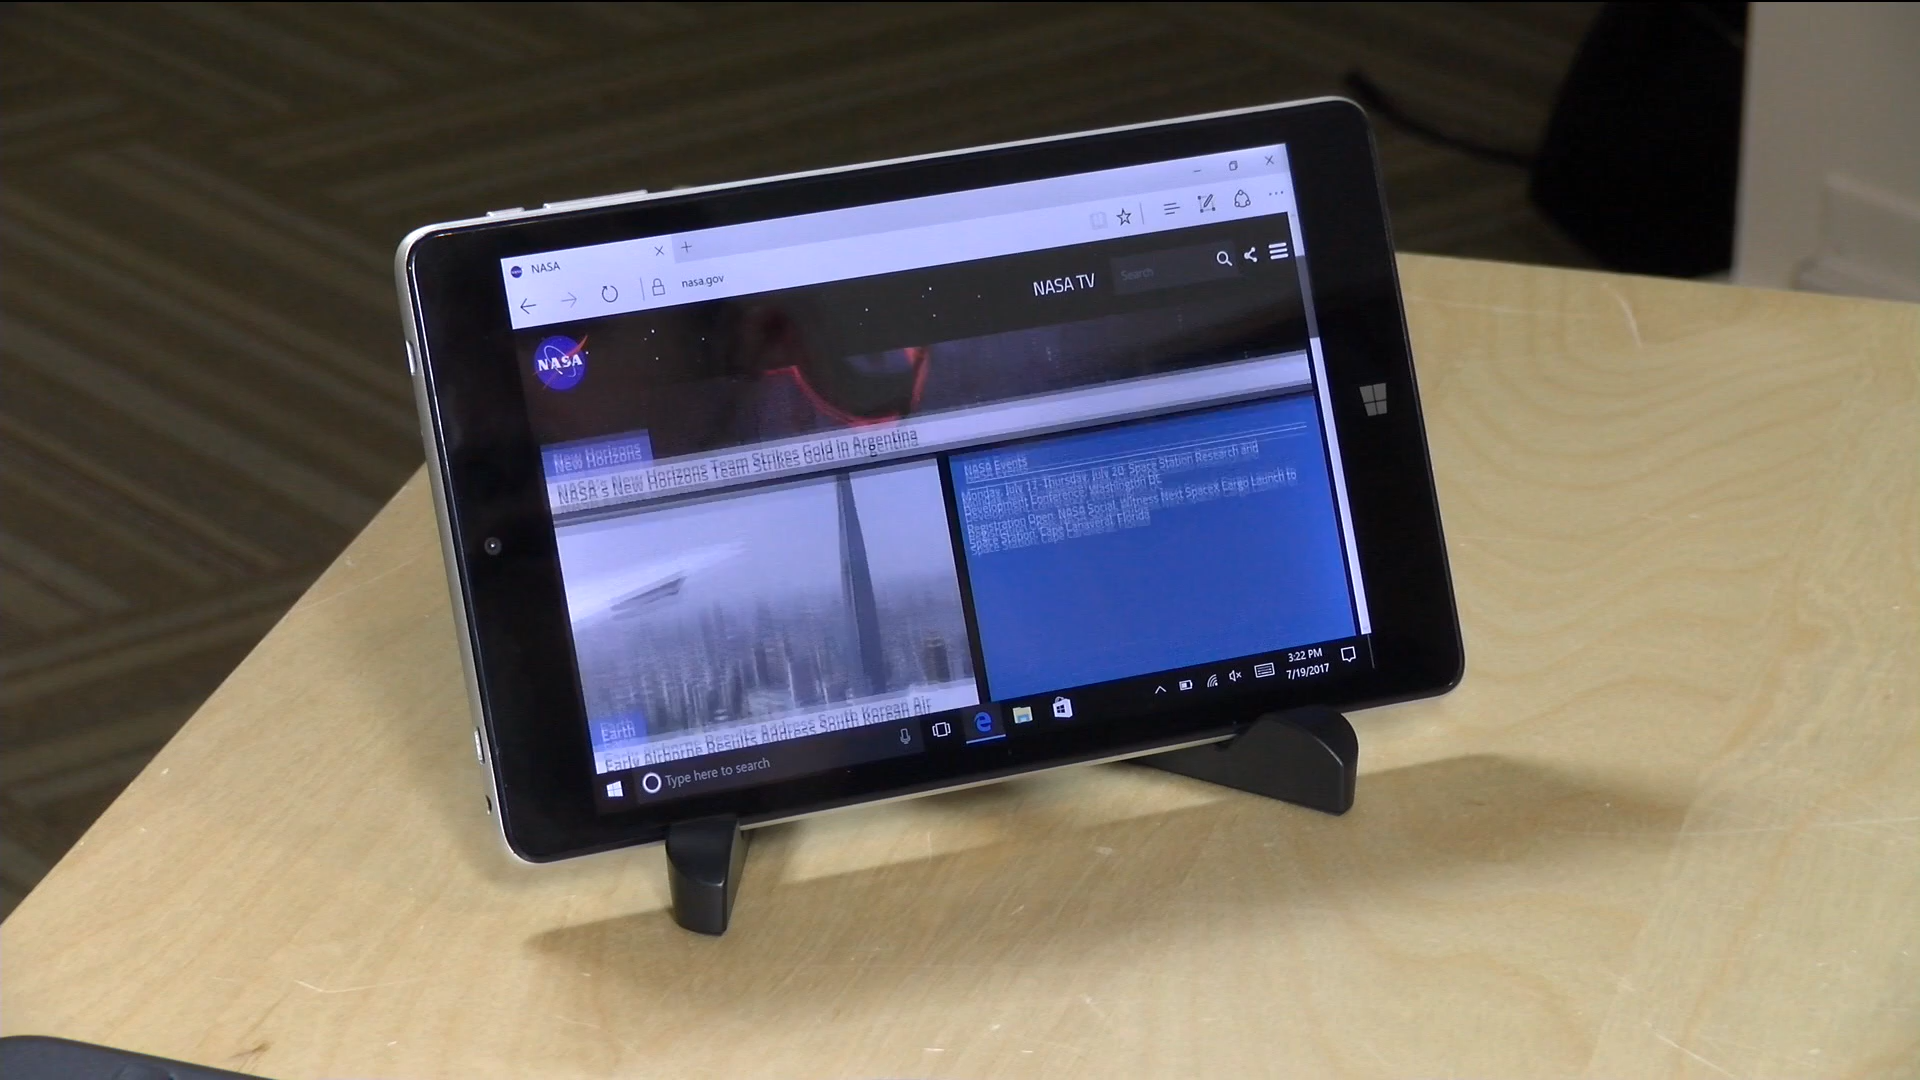 NASA
nasa.gov
NASA TV
Search
NASA
New Horizons
NASA's New Horizons Team Strikes Gold in Argentina
NASA Events
Monday, July 17-Thursday, July 20: Space Station Research and
Development Conference, Washington DC
Registration Open: NASA Social: Witness Next SpaceX Cargo Launch to
Space Station, Cape Canaveral, Florida
Earth
Early Airborne Results Address South Korean Air
Type here to search
3:22 PM
7/19/2017